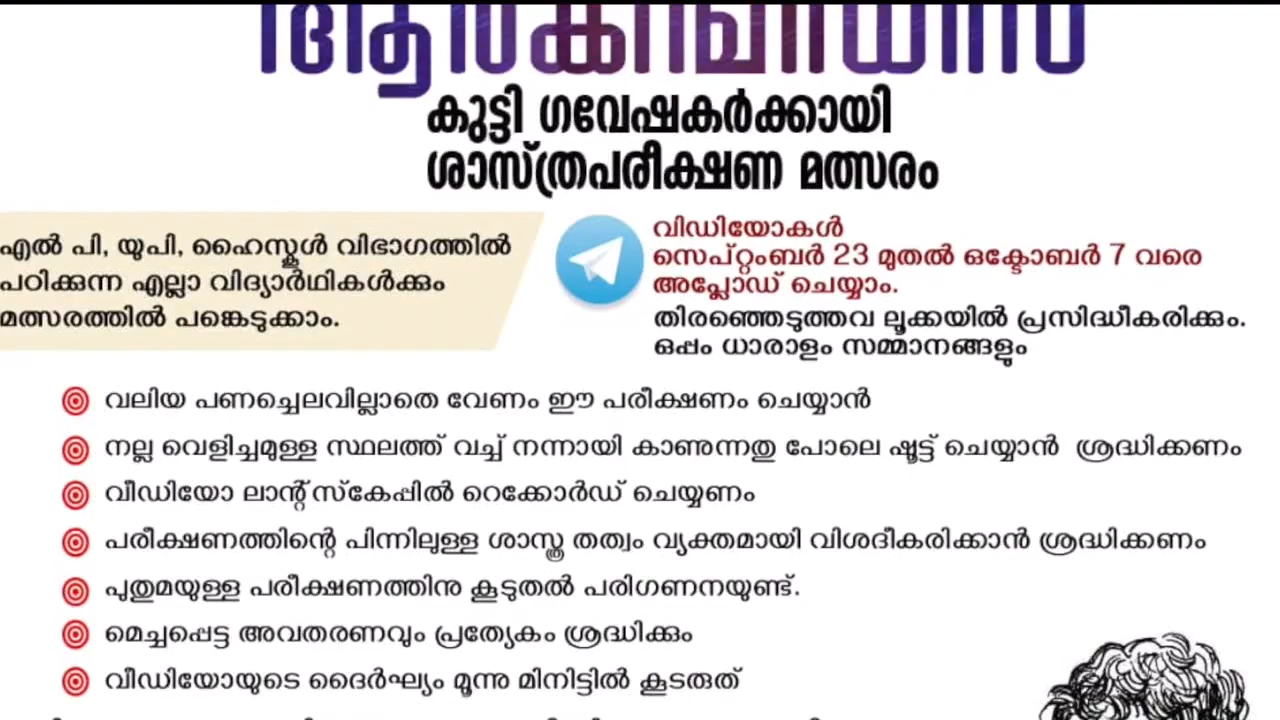 ആർക്കിമിഡിസ്
കുട്ടി ഗവേഷകർക്കായി
ശാസ്ത്രപരീക്ഷണ മത്സരം
എൽ പി, യുപി, ഹൈസ്കൂൾ വിഭാഗത്തിൽ
പഠിക്കുന്ന എല്ലാ വിദ്യാർഥികൾക്കും
മത്സരത്തിൽ പങ്കെടുക്കാം.
വിഡിയോകൾ
സെപ്റ്റംബർ 23 മുതൽ ഒക്ടോബർ 7 വരെ
അപ്ലോഡ് ചെയ്യാം.
തിരഞ്ഞെടുത്തവ ലൂക്കയിൽ പ്രസിദ്ധീകരിക്കും.
ഒപ്പം ധാരാളം സമ്മാനങ്ങളും
വലിയ പണച്ചെലവില്ലാതെ വേണം ഈ പരീക്ഷണം ചെയ്യാൻ
നല്ല വെളിച്ചമുള്ള സ്ഥലത്ത് വച്ച് നന്നായി കാണുന്നതു പോലെ ഷൂട്ട് ചെയ്യാൻ ശ്രദ്ധിക്കണം
വീഡിയോ ലാന്റ്സ്കേപ്പിൽ റെക്കോർഡ് ചെയ്യണം
പരീക്ഷണത്തിന്റെ പിന്നിലുള്ള ശാസ്ത്ര തത്വം വ്യക്തമായി വിശദീകരിക്കാൻ ശ്രദ്ധിക്കണം
പുതുമയുള്ള പരീക്ഷണത്തിനു കൂടുതൽ പരിഗണനയുണ്ട്.
മെച്ചപ്പെട്ട അവതരണവും പ്രത്യേകം ശ്രദ്ധിക്കും
വീഡിയോയുടെ ദൈർഘ്യം മൂന്നു മിനിട്ടിൽ കൂടരുത്